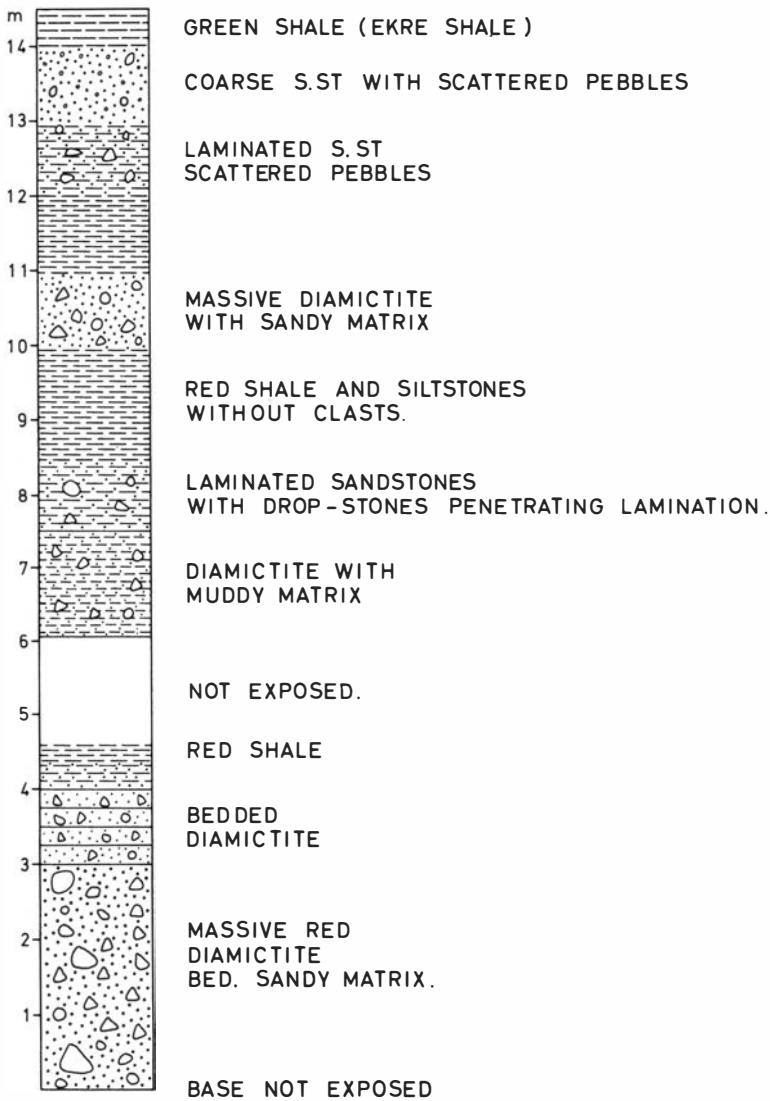 m
GREEN SHALE (EKRE SHALE)
14
COARSE S.ST WITH SCATTERED PEBBLES
13
LAMINATED S.ST
SCATTERED PEBBLES
12
11
MASSIVE DIAMICTITE
WITH SANDY MATRIX
10
RED SHALE AND SILTSTONES
WITHOUT CLASTS.
9
LAMINATED SANDSTONES
8
WITH DROP-STONES PENETRATING LAMINATION.
7
DIAMICTITE WITH
MUDDY MATRIX
6
NOT EXPOSED.
5
RED SHALE
4
BEDDED
DIAMICTITE
3
MASSIVE RED
2
DIAMICTITE
BED. SANDY MATRIX.
1
BASE NOT EXPOSED